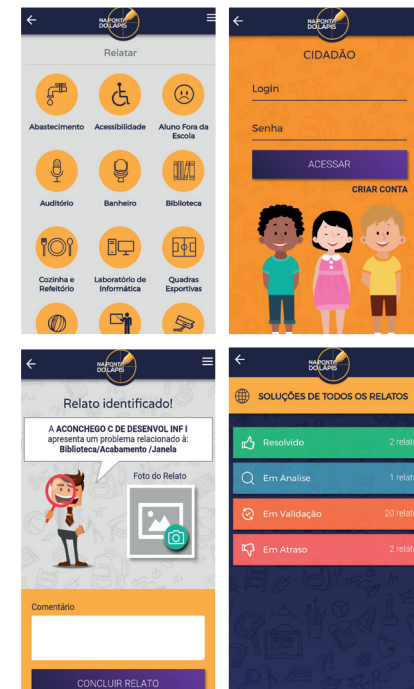 NA PONTA
DO LÁPIS
Relatar
Abastecimento
Acessibilidade
Aluno Fora da
Escola
Auditório
Banheiro
Biblioteca
Cozinha e
Refeitório
Laboratório de
Informática
Quadras
Esportivas
NA PONTA
DO LÁPIS
CIDADÃO
Login
Senha
ACESSAR
CRIAR CONTA
NA PONTA
DO LÁPIS
Relato identificado!
A ACONCHEGO C DE DESENVOL INF I
apresenta um problema relacionado à:
Biblioteca/Acabamento /Janela
Foto do Relato
Comentário
CONCLUIR RELATO
NA PONTA
DO LÁPIS
SOLUÇÕES DE TODOS OS RELATOS
Resolvido 2 relat
Em Analise 1 relat
Em Validação 20 relat
Em Atraso 2 relat